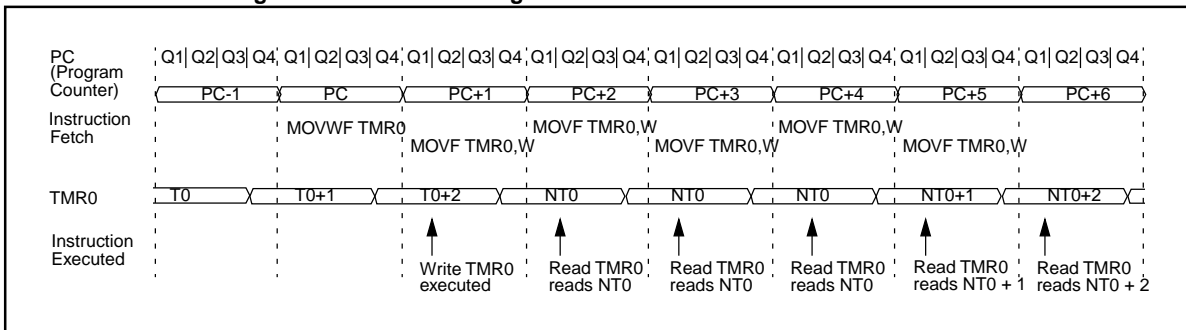 PC (Program Counter)
Q1 Q2 Q3 Q4 Q1 Q2 Q3 Q4 Q1 Q2 Q3 Q4 Q1 Q2 Q3 Q4 Q1 Q2 Q3 Q4 Q1 Q2 Q3 Q4 Q1 Q2 Q3 Q4 Q1 Q2 Q3 Q4
PC-1 PC PC+1 PC+2 PC+3 PC+4 PC+5 PC+6
Instruction Fetch
MOVWF TMR0 MOVF TMR0,W MOVF TMR0,W MOVF TMR0,W MOVF TMR0,W MOVF TMR0,W
TMR0 T0 T0+1 T0+2 NT0 NT0 NT0 NT0+1 NT0+2
Instruction Executed
Write TMR0 executed
Read TMR0 reads NT0
Read TMR0 reads NT0
Read TMR0 reads NT0
Read TMR0 reads NT0 + 1
Read TMR0 reads NT0 + 2